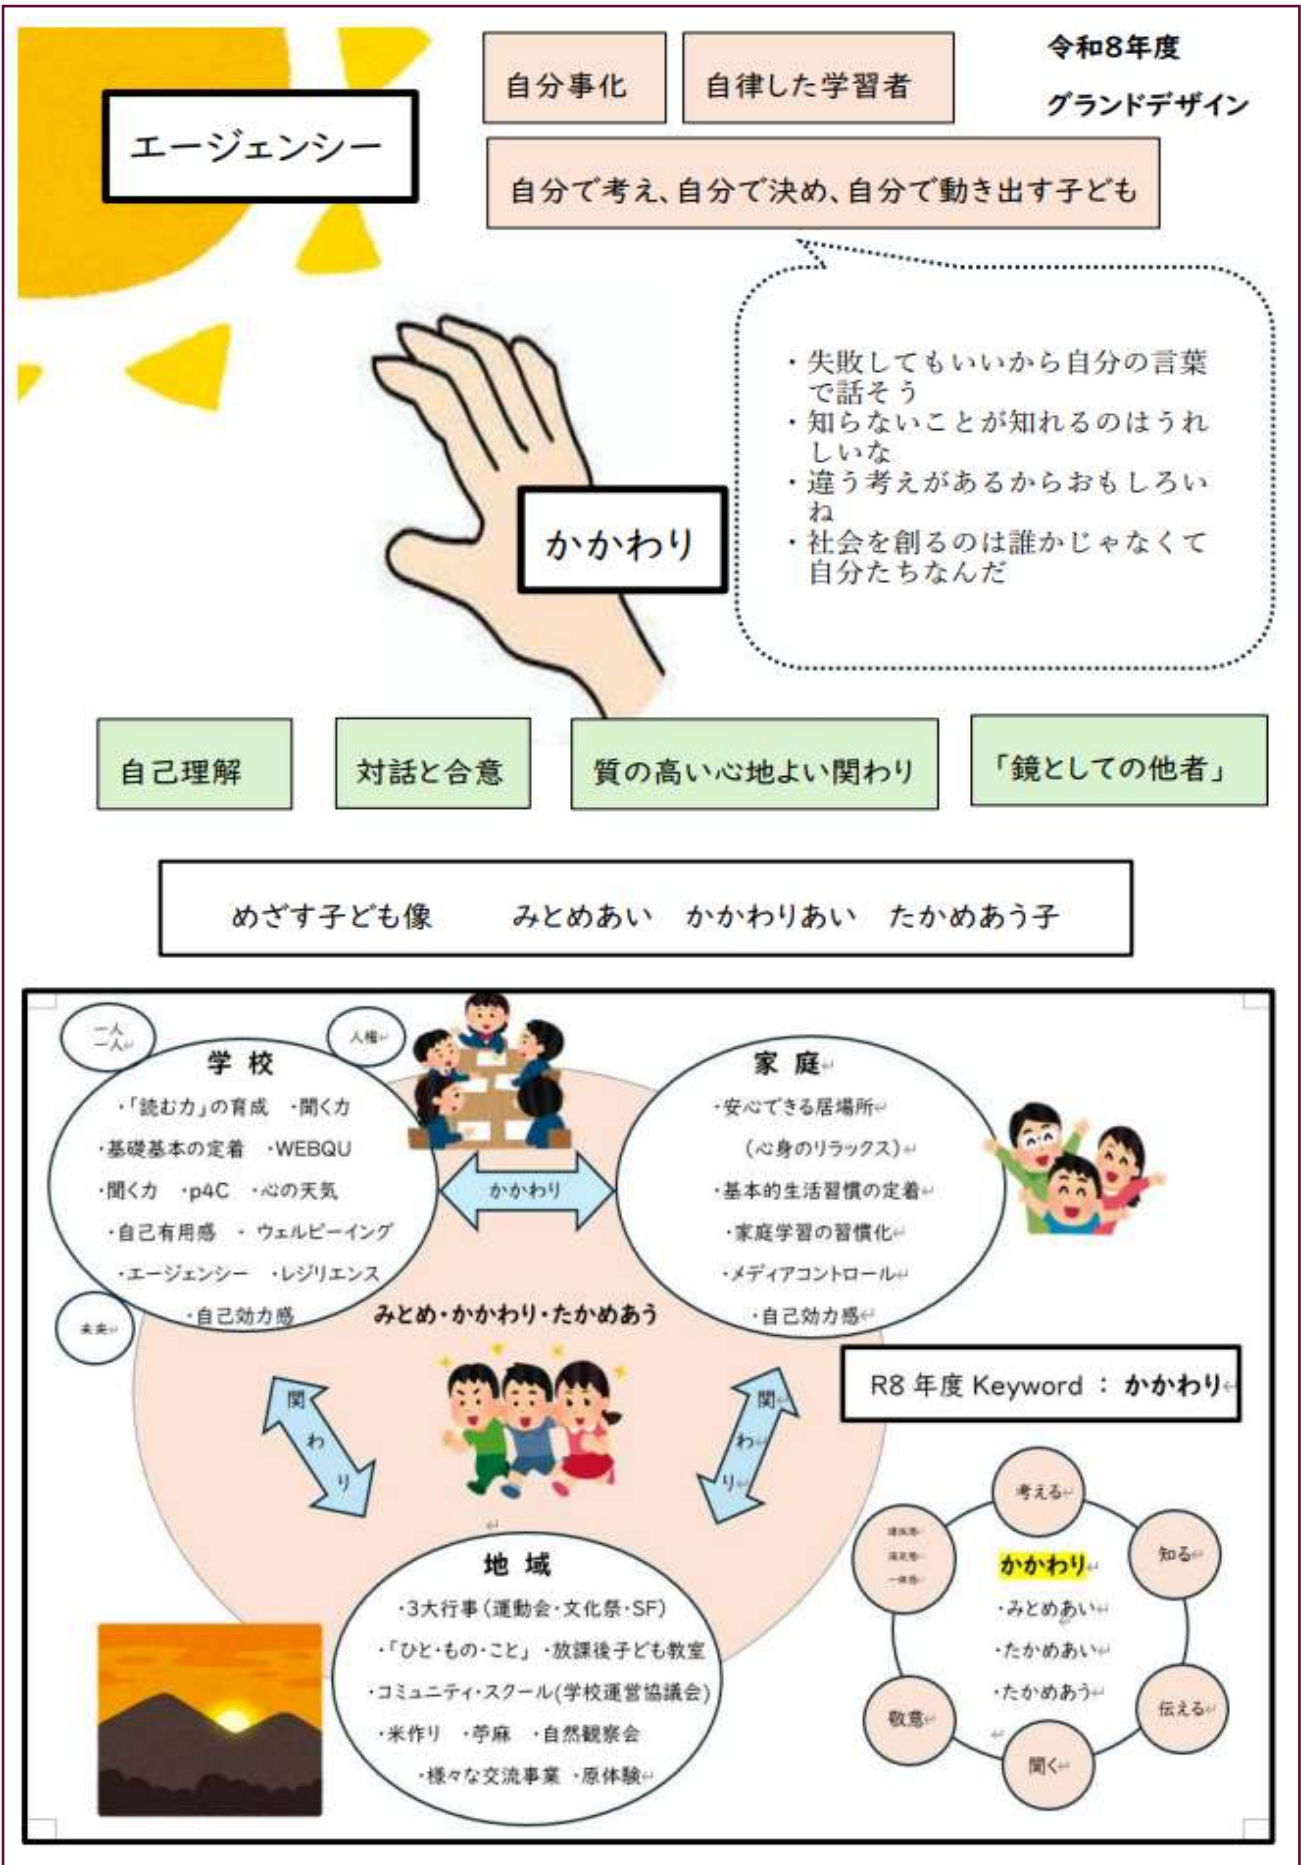 令和8年度
グランドデザイン
自分事化
自律した学習者
エージェンシー
自分で考え、自分で決め、自分で動き出す子ども
・失敗してもいいから自分の言葉
で話そう
・知らないことが知れるのはうれ
しいな
・違う考えがあるからおもしろい
ね
・社会を創るのは誰かじゃなくて
自分たちなんだ
かかわり
自己理解
対話と合意
質の高い心地よい関わり
「鏡としての他者」
めざす子ども像 みとめあい かかわりあい たかめあう子
一人
一人
人権
未来
学校
・「読む力」の育成 ・聞く力
・基礎基本の定着 ・WEBQU
・聞く力 ・p4C ・心の天気
・自己有用感 ・ウェルビーイング
・エージェンシー ・レジリエンス
・自己効力感
かかわり
家庭
・安心できる居場所
(心身のリラックス)
・基本的生活習慣の定着
・家庭学習の習慣化
・メディアコントロール
・自己効力感
みとめ・かかわり・たかめあう
関わり
関わり
R8年度 Keyword : かかわり
地域
・3大行事(運動会・文化祭・SF)
・「ひと・もの・こと」 ・放課後子ども教室
・コミュニティ・スクール(学校運営協議会)
・米作り ・苧麻 ・自然観察会
・様々な交流事業 ・原体験
考える
知る
伝える
聞く
敬意
一体感
かかわり
・みとめあい
・たかめあい
・たかめあう